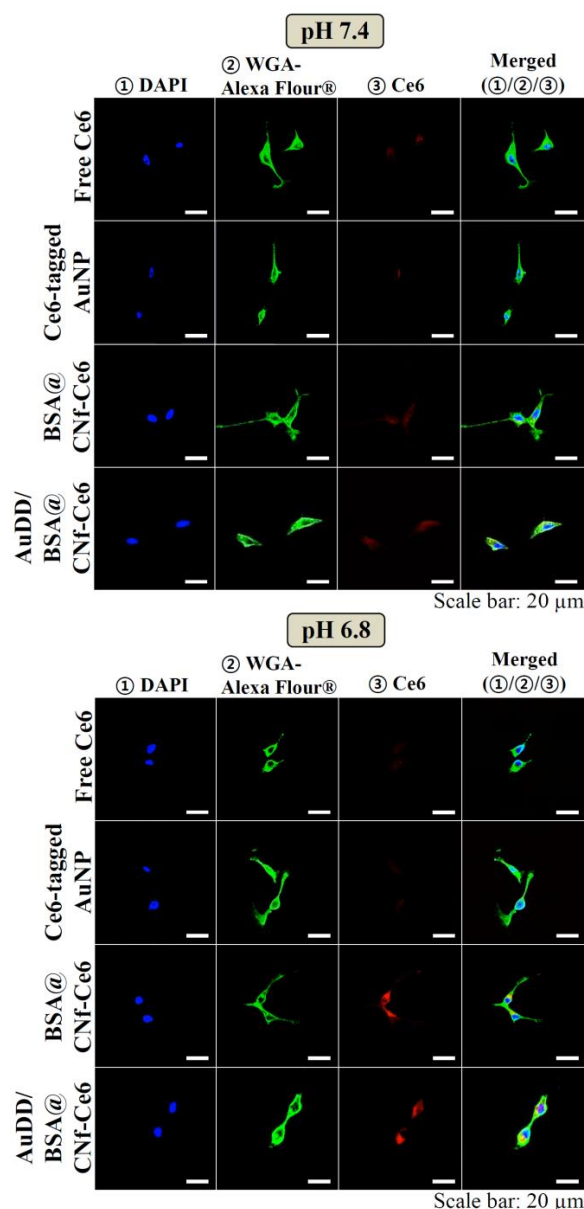 pH 7.4
① DAPI
② WGA-
Alexa Flour®
③ Ce6
Merged
(①/②/③)
Free Ce6
Ce6-tagged
AuNP
BSA@
CNf-Ce6
AuDD/
BSA@
CNf-Ce6
Scale bar: 20 μm
pH 6.8
① DAPI
② WGA-
Alexa Flour®
③ Ce6
Merged
(①/②/③)
Free Ce6
Ce6-tagged
AuNP
BSA@
CNf-Ce6
AuDD/
BSA@
CNf-Ce6
Scale bar: 20 μm